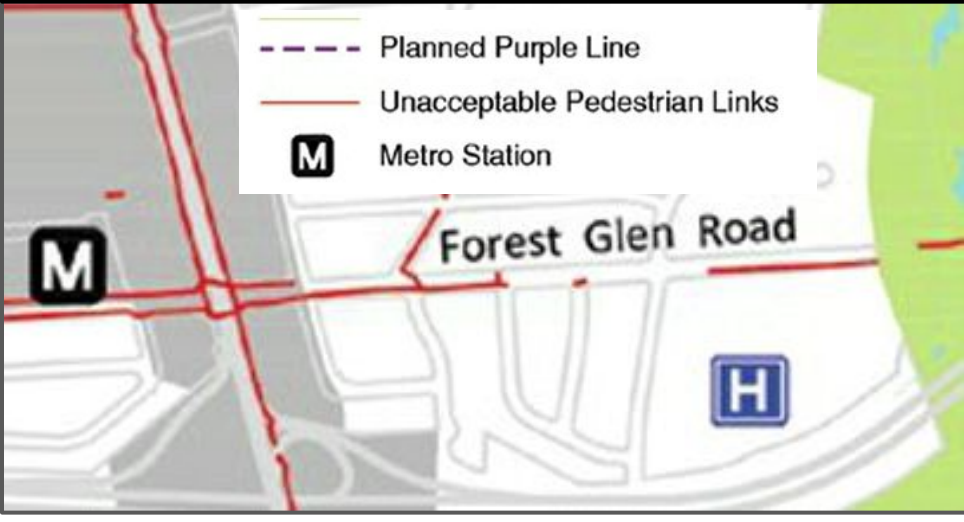 Planned Purple Line
Unacceptable Pedestrian Links
M Metro Station
Forest Glen Road
M
H